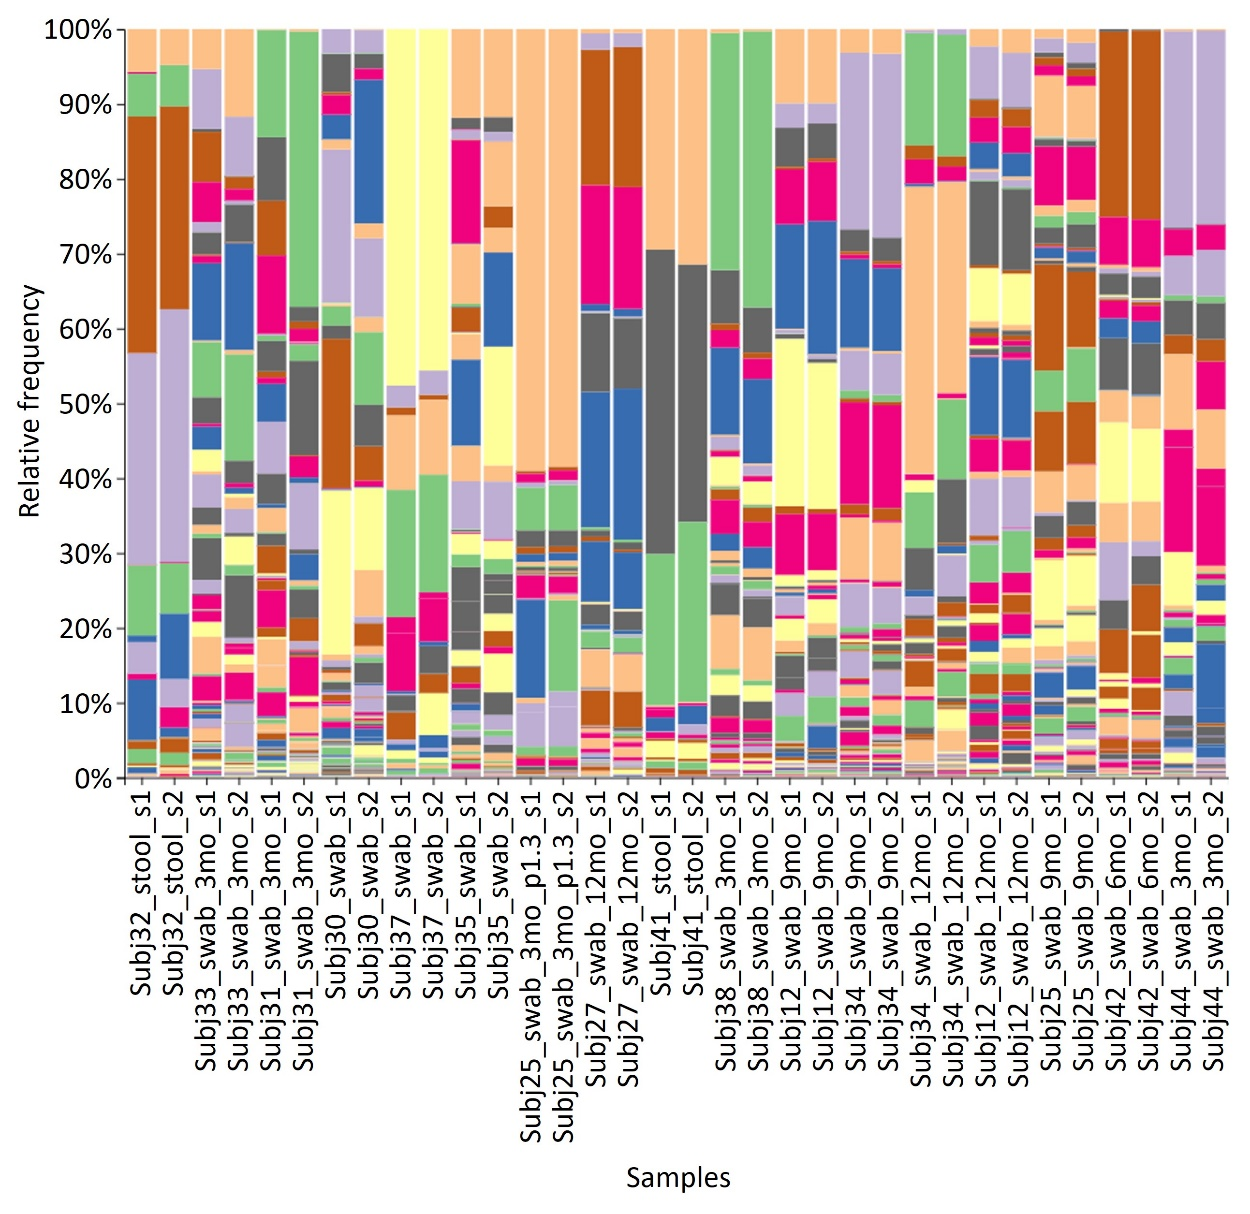 100%
90%
80%
70%
60%
50%
40%
30%
20%
10%
0%
Relative frequency
Subj32_stool_s1
Subj32_stool_s2
Subj33_swab_3mo_s1
Subj33_swab_3mo_s2
Subj31_swab_3mo_s1
Subj31_swab_3mo_s2
Subj30_swab_s1
Subj30_swab_s2
Subj37_swab_s1
Subj37_swab_s2
Subj35_swab_s1
Subj35_swab_s2
Subj25_swab_3mo_p1.3_s1
Subj25_swab_3mo_p1.3_s2
Subj27_swab_12mo_s1
Subj27_swab_12mo_s2
Subj41_stool_s1
Subj41_stool_s2
Subj38_swab_3mo_s1
Subj38_swab_3mo_s2
Subj12_swab_9mo_s1
Subj12_swab_9mo_s2
Subj34_swab_9mo_s1
Subj34_swab_9mo_s2
Subj34_swab_12mo_s1
Subj34_swab_12mo_s2
Subj12_swab_12mo_s1
Subj12_swab_12mo_s2
Subj25_swab_9mo_s1
Subj25_swab_9mo_s2
Subj42_swab_6mo_s1
Subj42_swab_6mo_s2
Subj44_swab_3mo_s1
Subj44_swab_3mo_s2
Samples